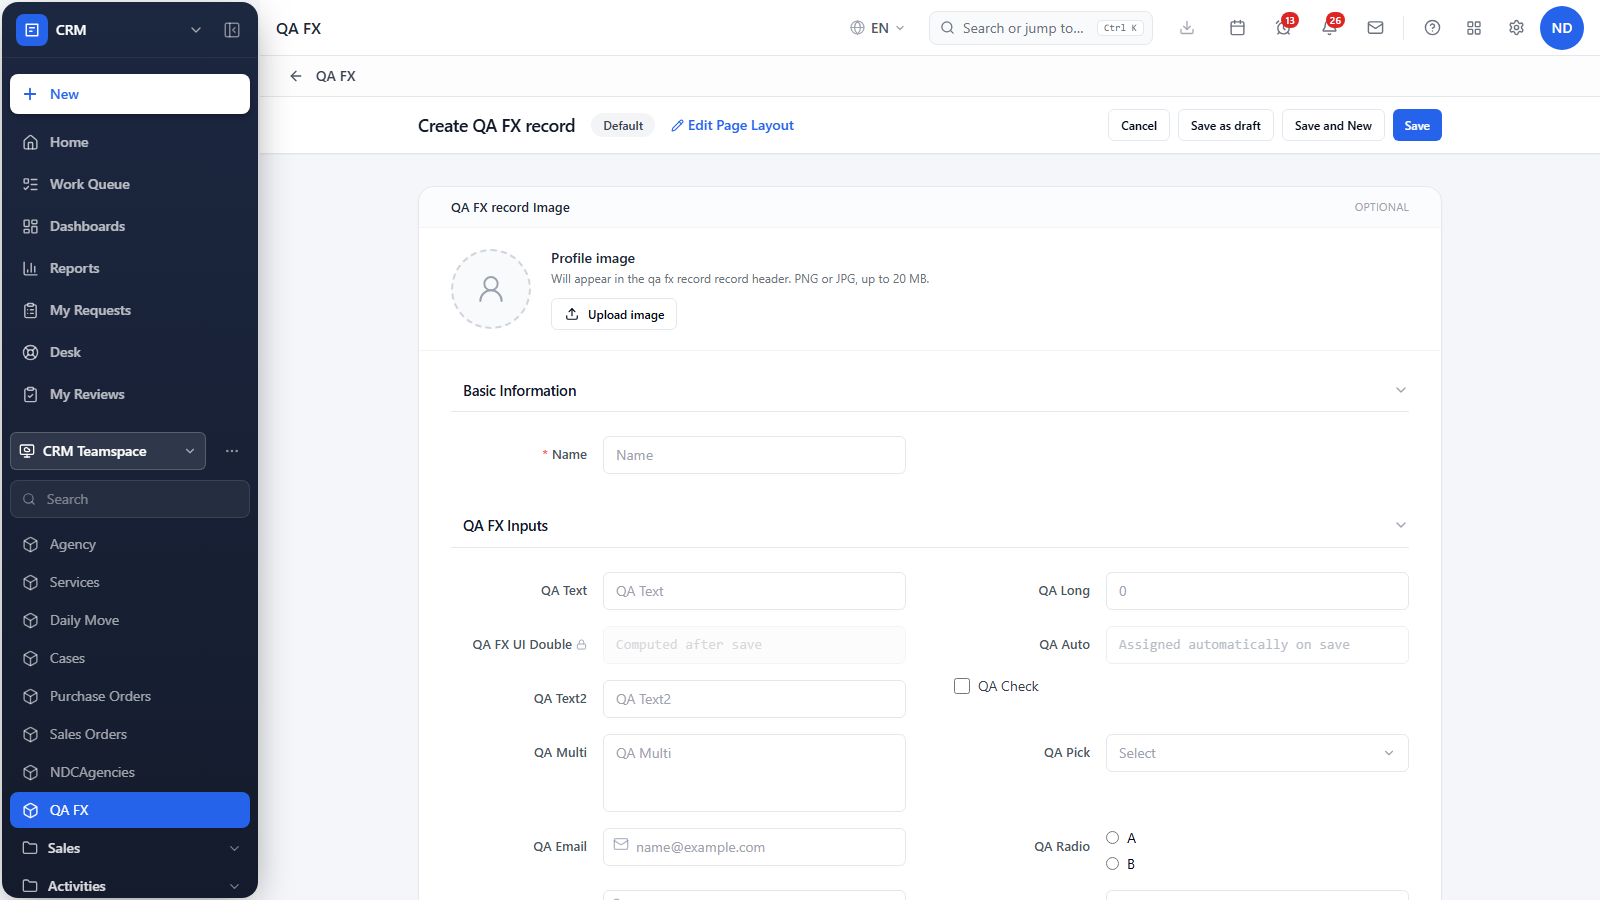 CRM
QA FX
EN
Search or jump to...
Ctrl K
13
26
ND
New
QA FX
Home
Work Queue
Dashboards
Reports
My Requests
Desk
My Reviews
CRM Teamspace
Search
Agency
Services
Daily Move
Cases
Purchase Orders
Sales Orders
NDCAgencies
QA FX
Sales
Activities
Create QA FX record
Default
Edit Page Layout
Cancel
Save as draft
Save and New
Save
QA FX record Image
OPTIONAL
Profile image
Will appear in the qa fx record record header. PNG or JPG, up to 20 MB.
Upload image
Basic Information
* Name
Name
QA FX Inputs
QA Text
QA Text
QA Long
0
QA FX UI Double
Computed after save
QA Auto
Assigned automatically on save
QA Text2
QA Text2
QA Check
QA Multi
QA Multi
QA Pick
Select
QA Email
name@example.com
QA Radio
A
B